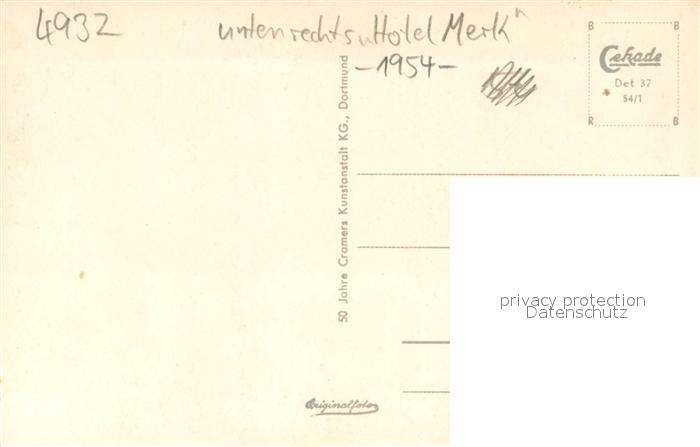 4932
unten rechts „Hotel Merk"
-1954-
B B
Cekade
Det 37
54/1
R B
50 Jahre Cramers Kunstanstalt KG., Dortmund
privacy protection
Datenschutz
Originalfoto